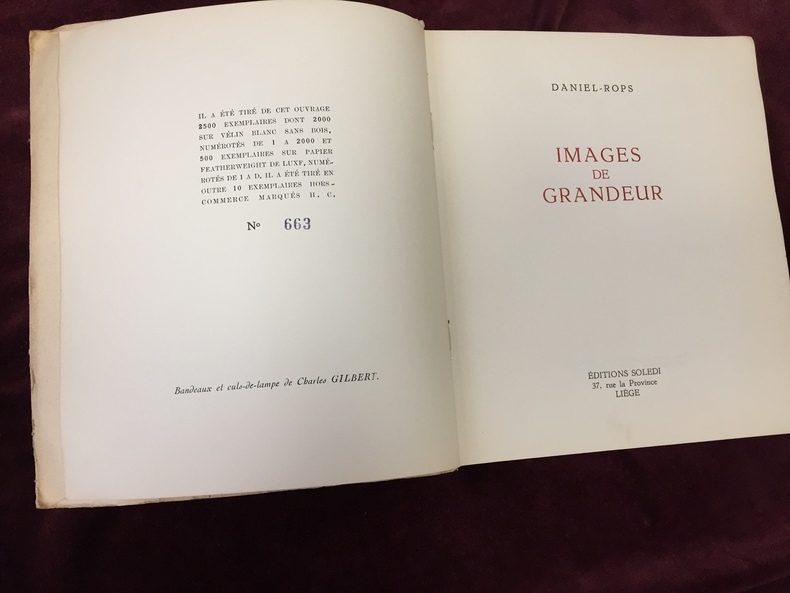 IL A ÉTÉ TIRÉ DE CET OUVRAGE
2500 EXEMPLAIRES DONT 2000
SUR VÉLIN BLANC SANS BOIS,
NUMÉROTÉS DE 1 A 2000 ET
500 EXEMPLAIRES SUR PAPIER
FEATHERWEIGHT DE LUXE, NUMÉ-
ROTÉS DE 1 A D. IL A ÉTÉ TIRÉ EN
OUTRE 10 EXEMPLAIRES HORS-
COMMERCE MARQUÉS H. C.
No 663
Bandeaux et culs-de-lampe de Charles GILBERT.
DANIEL-ROPS
IMAGES
DE
GRANDEUR
ÉDITIONS SOLEDI
37, rue la Province
LIÈGE